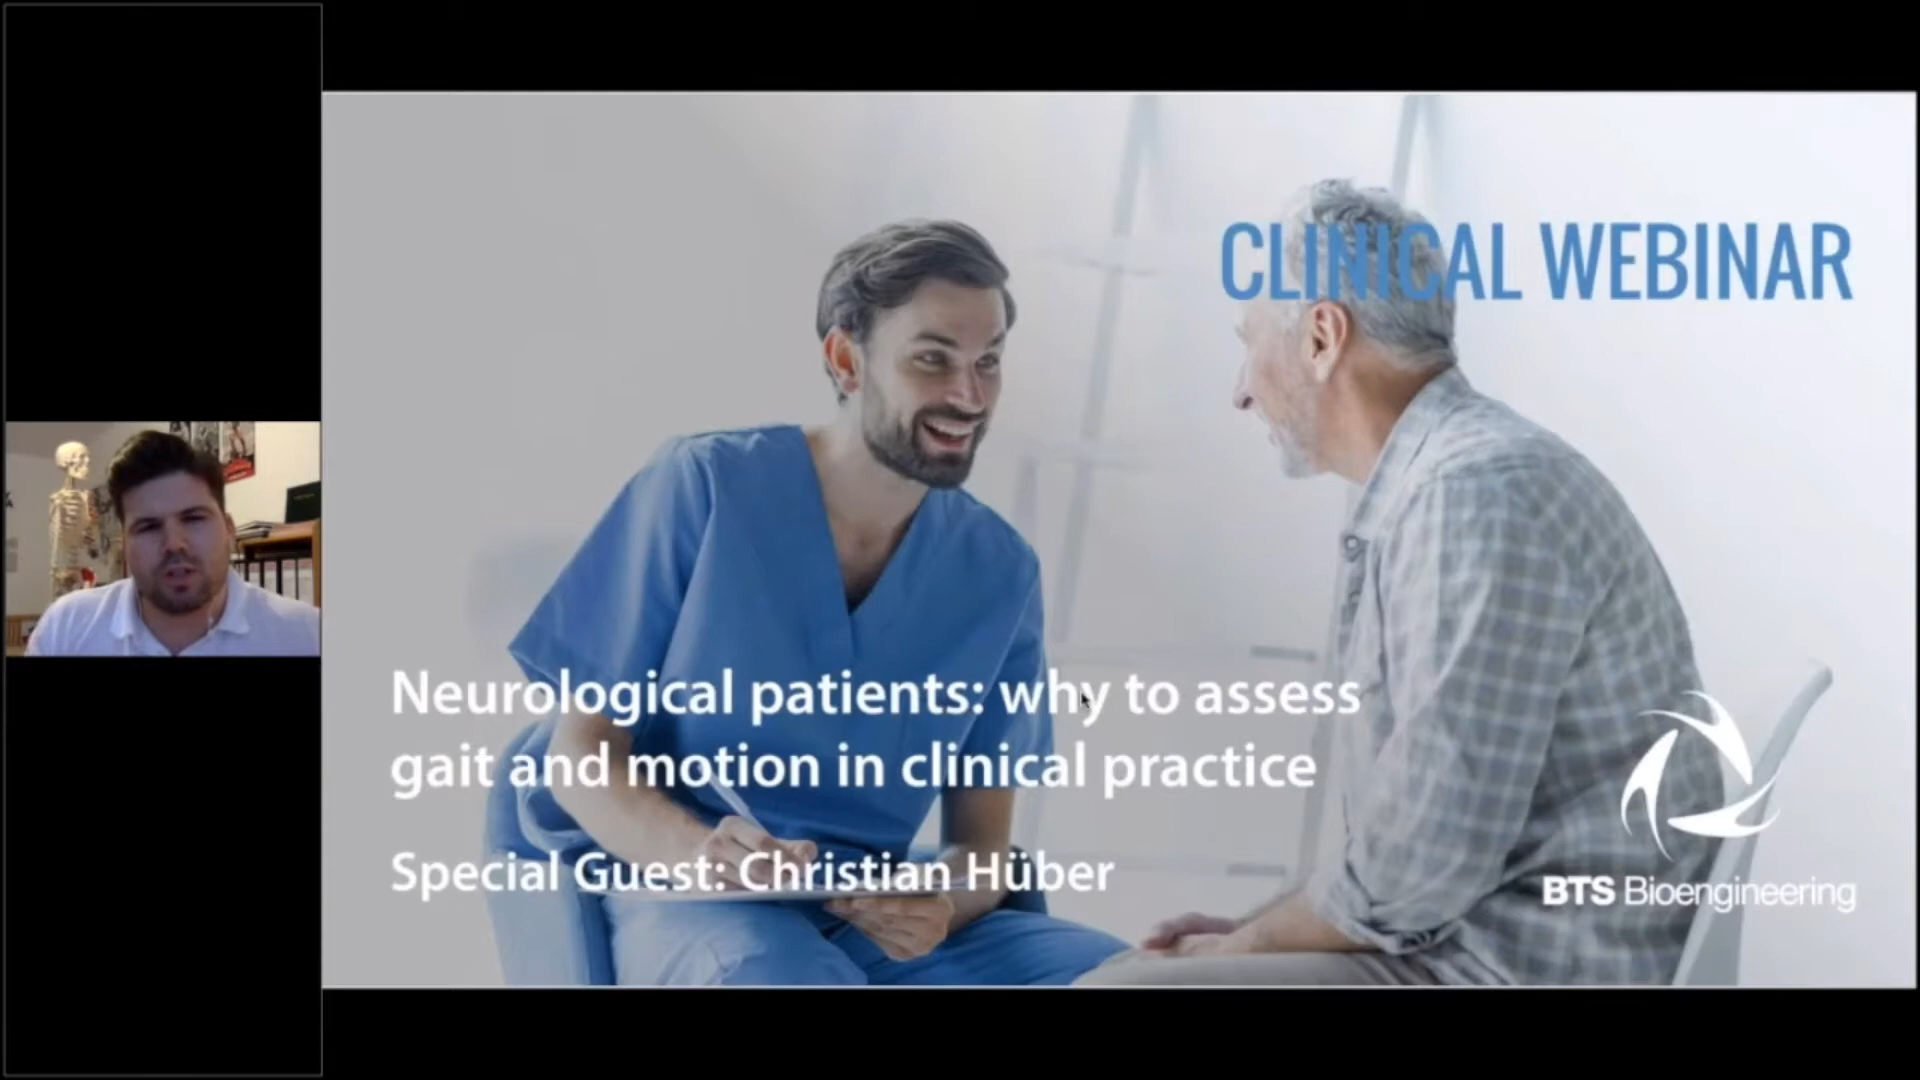 CLINICAL WEBINAR
Neurological patients: why to assess
gait and motion in clinical practice
Special Guest: Christian Hüber
BTS Bioengineering